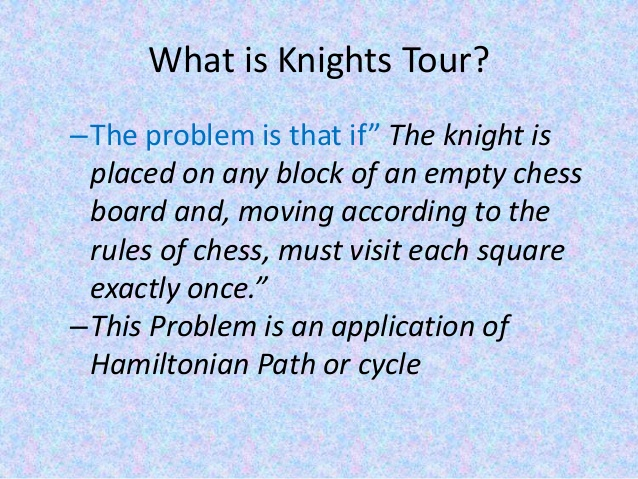 What is Knights Tour?
–The problem is that if” The knight is
placed on any block of an empty chess
board and, moving according to the
rules of chess, must visit each square
exactly once.”
–This Problem is an application of
Hamiltonian Path or cycle